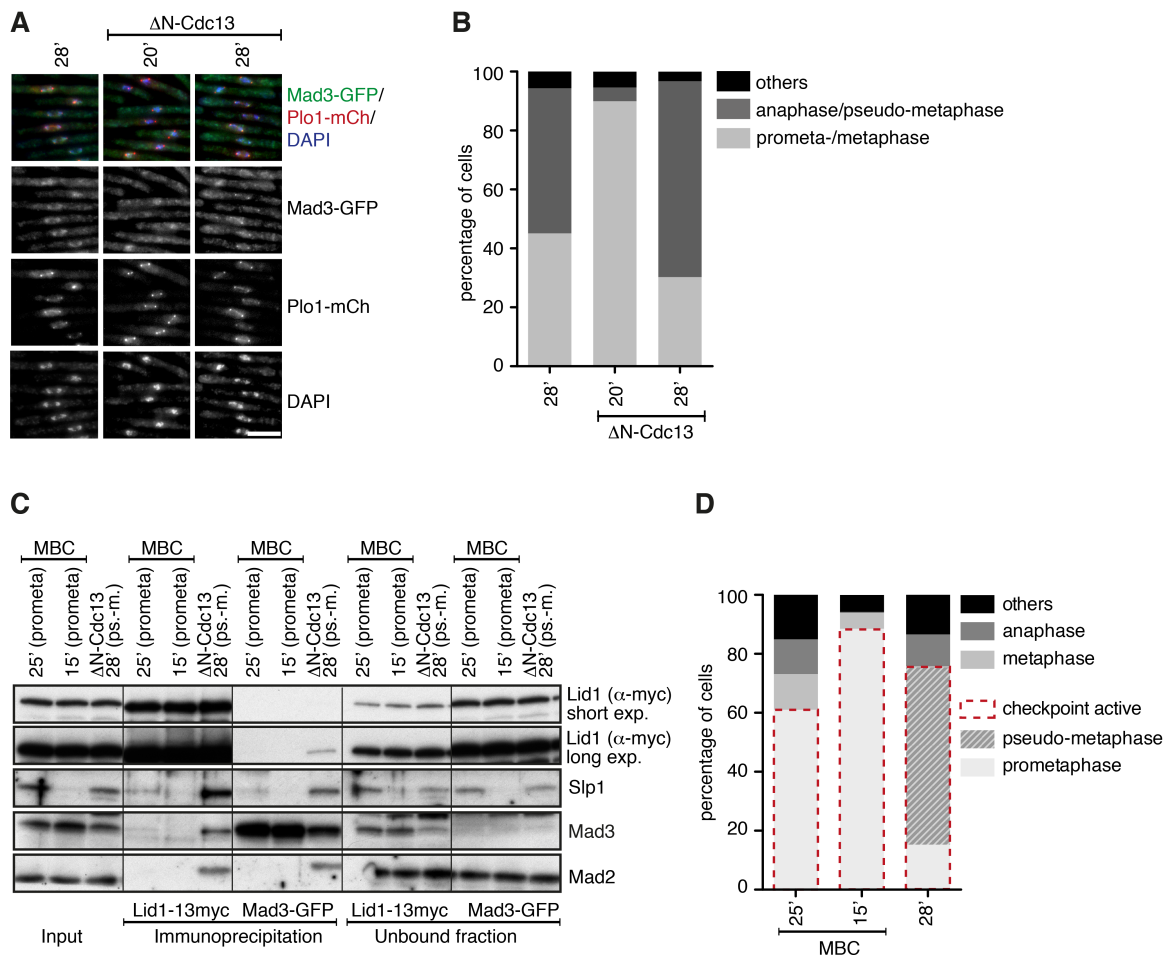 A
ΔN-Cdc13
28’
20’
28’
Mad3-GFP/
Plo1-mCh/
DAPI
Mad3-GFP
Plo1-mCh
DAPI
B
percentage of cells
100
80
60
40
20
0
28’
20’
28’
ΔN-Cdc13
others
anaphase/pseudo-metaphase
prometa-/metaphase
C
MBC
MBC
MBC
MBC
MBC
25’ (prometa)
15’ (prometa)
ΔN-Cdc13
28’ (ps.-m.)
25’ (prometa)
15’ (prometa)
ΔN-Cdc13
28’ (ps.-m.)
25’ (prometa)
15’ (prometa)
ΔN-Cdc13
28’ (ps.-m.)
25’ (prometa)
15’ (prometa)
ΔN-Cdc13
28’ (ps.-m.)
25’ (prometa)
15’ (prometa)
ΔN-Cdc13
28’ (ps.-m.)
Lid1 (α-myc)
short exp.
Lid1 (α-myc)
long exp.
Slp1
Mad3
Mad2
Lid1-13myc
Mad3-GFP
Lid1-13myc
Mad3-GFP
Input
Immunoprecipitation
Unbound fraction
D
percentage of cells
100
80
60
40
20
0
25’
15’
28’
MBC
others
anaphase
metaphase
checkpoint active
pseudo-metaphase
prometaphase